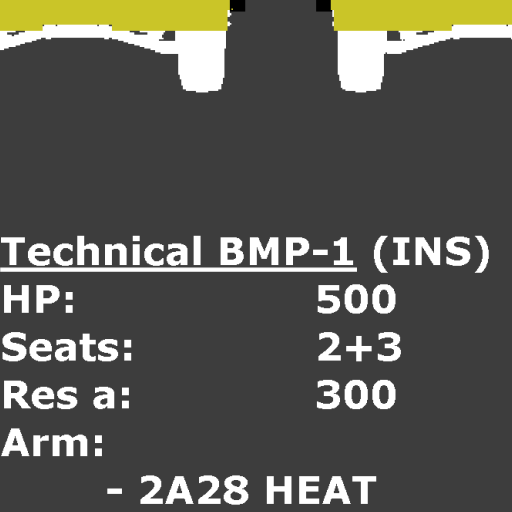 Technical BMP-1 (INS)
HP: 500
Seats: 2+3
Res a: 300
Arm:
- 2A28 HEAT